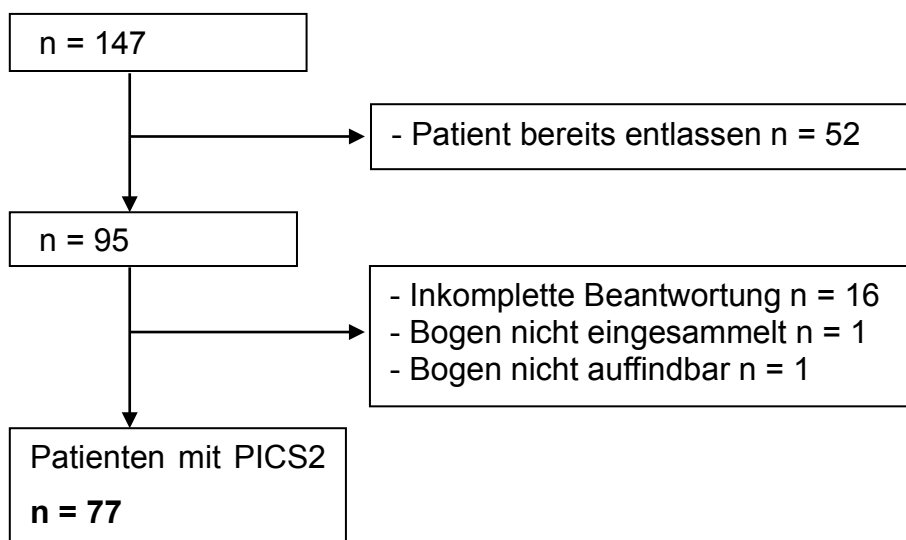 n = 147
- Patient bereits entlassen n = 52
n = 95
- Inkomplette Beantwortung n = 16
- Bogen nicht eingesammelt n = 1
- Bogen nicht auffindbar n = 1
Patienten mit PICS2
n = 77